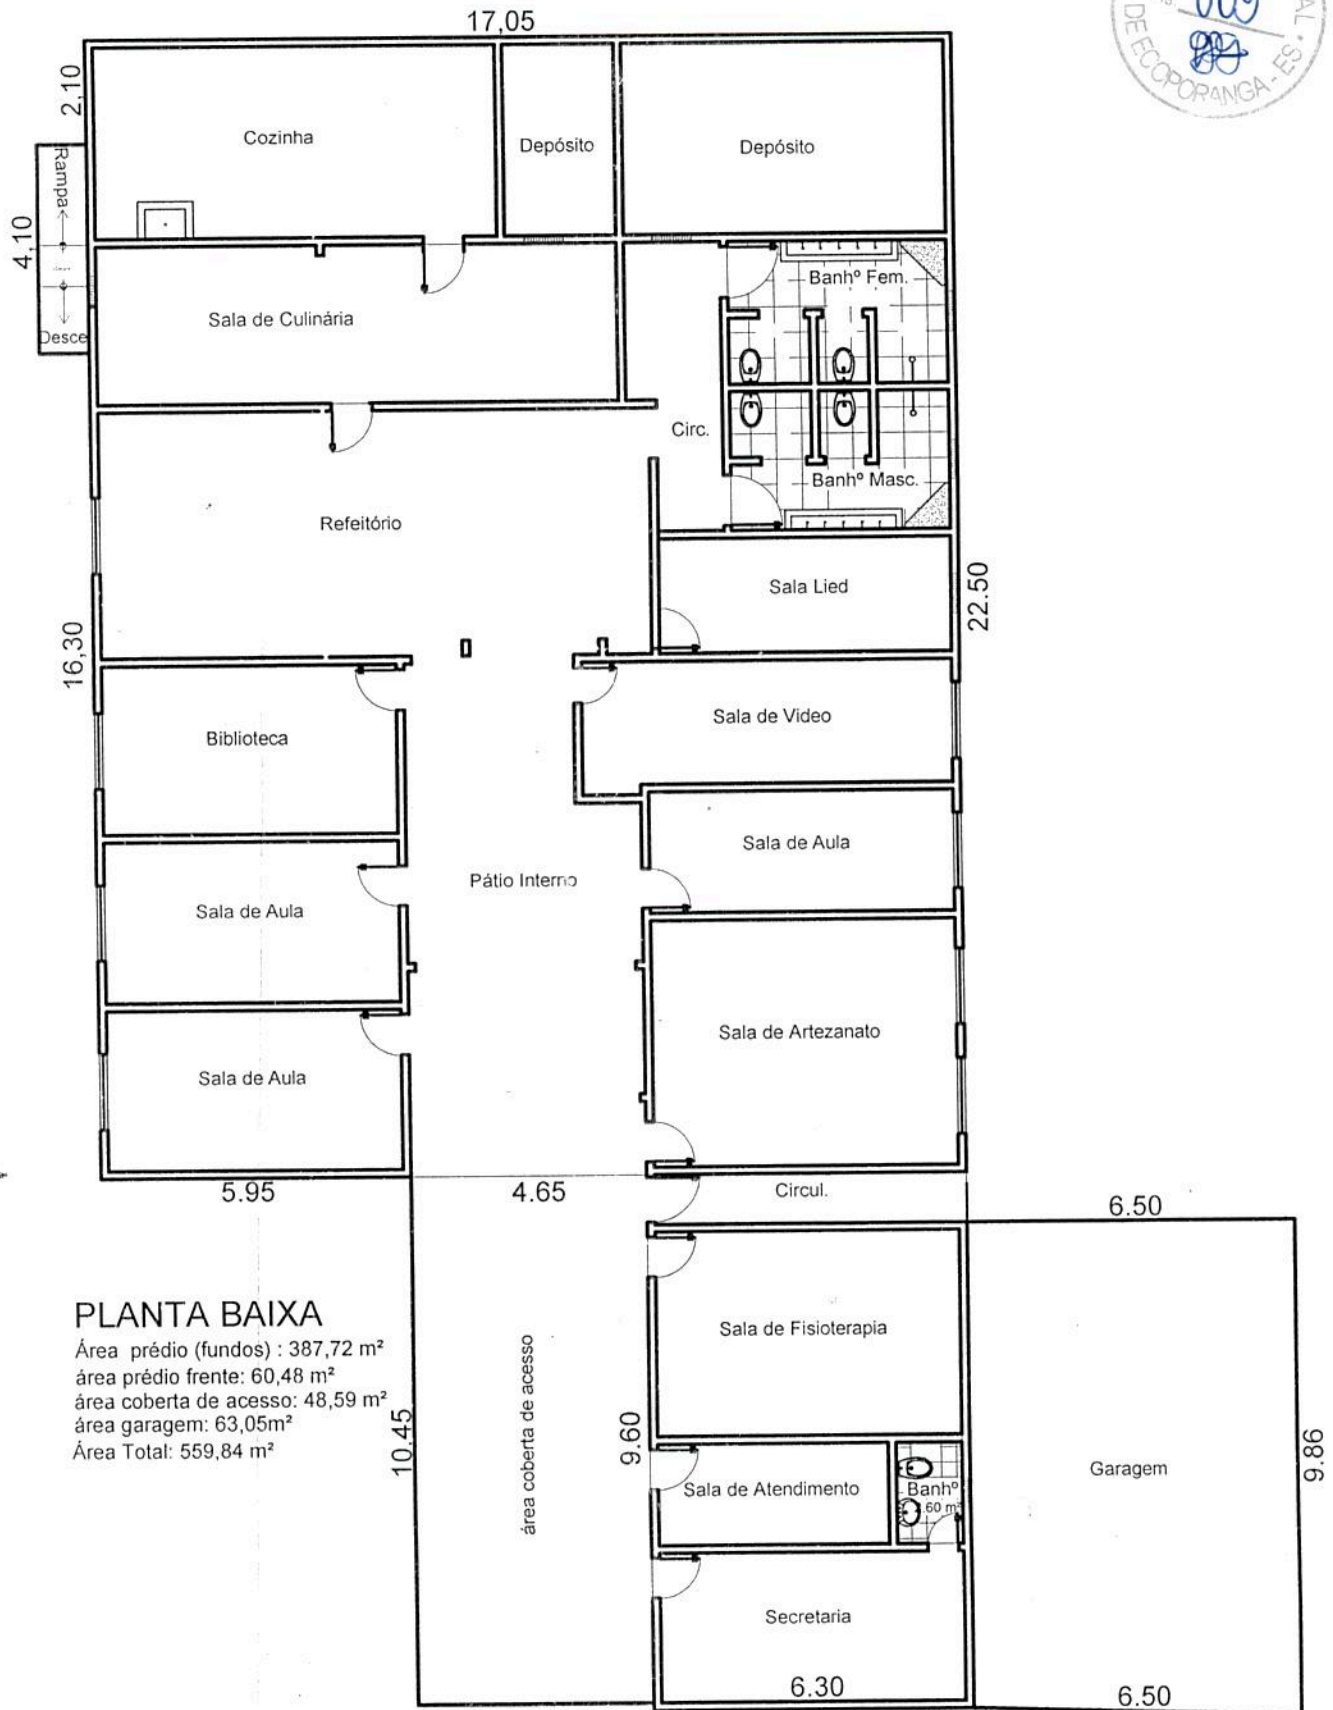 17,05
DE ECOPORANGA - ES.
2,10
Cozinha
Depósito
Depósito
Rampa
4,10
Desce
Sala de Culinária
Banhº Fem.
Circ.
Banhº Masc.
Refeitório
Sala Lied
22.50
16,30
Biblioteca
Sala de Video
Sala de Aula
Pátio Interno
Sala de Aula
Sala de Artezanato
Sala de Aula
5.95
4.65
Circul.
6.50
PLANTA BAIXA
Área prédio (fundos) : 387,72 m²
área prédio frente: 60,48 m²
área coberta de acesso: 48,59 m²
área garagem: 63,05m²
Área Total: 559,84 m²
10.45
área coberta de acesso
9.60
Sala de Fisioterapia
Sala de Atendimento
Banhº
.60 m²
Garagem
9.86
Secretaria
6.30
6.50